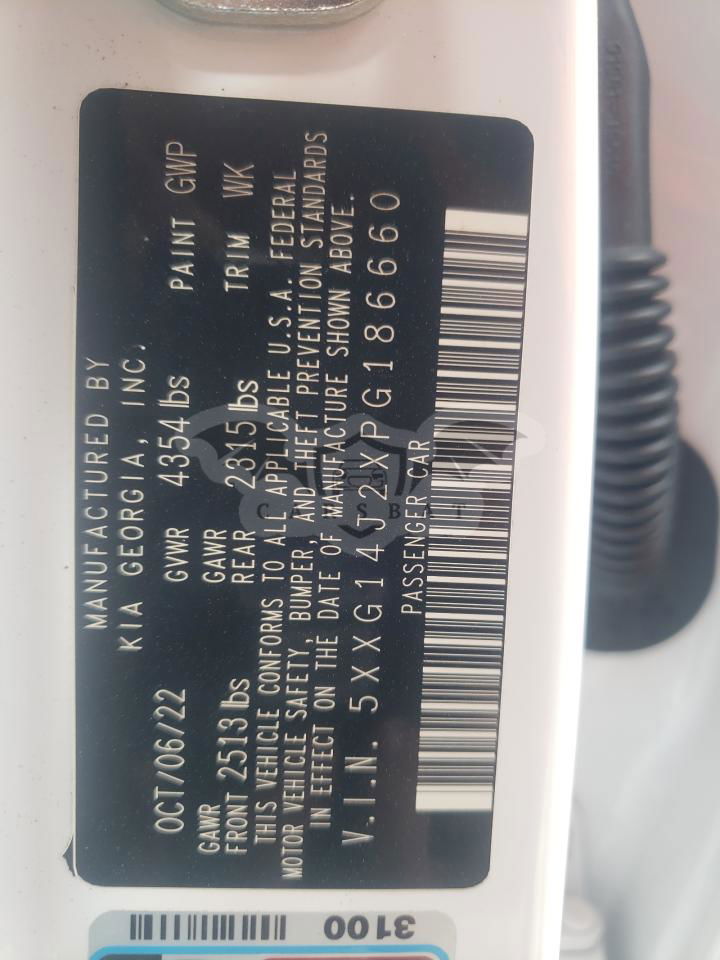 MANUFACTURED BY
KIA GEORGIA, INC.
OCT/06/22 GVWR 4354 lbs PAINT GWP
GAWR FRONT 2513 lbs GAWR REAR 2315 lbs TRIM WK
THIS VEHICLE CONFORMS TO ALL APPLICABLE U.S.A. FEDERAL
MOTOR VEHICLE SAFETY, BUMPER, AND THEFT PREVENTION STANDARDS
IN EFFECT ON THE DATE OF MANUFACTURE SHOWN ABOVE.
V.I.N. 5XXG14J2XPG186660
PASSENGER CAR
CARSBAT
3100